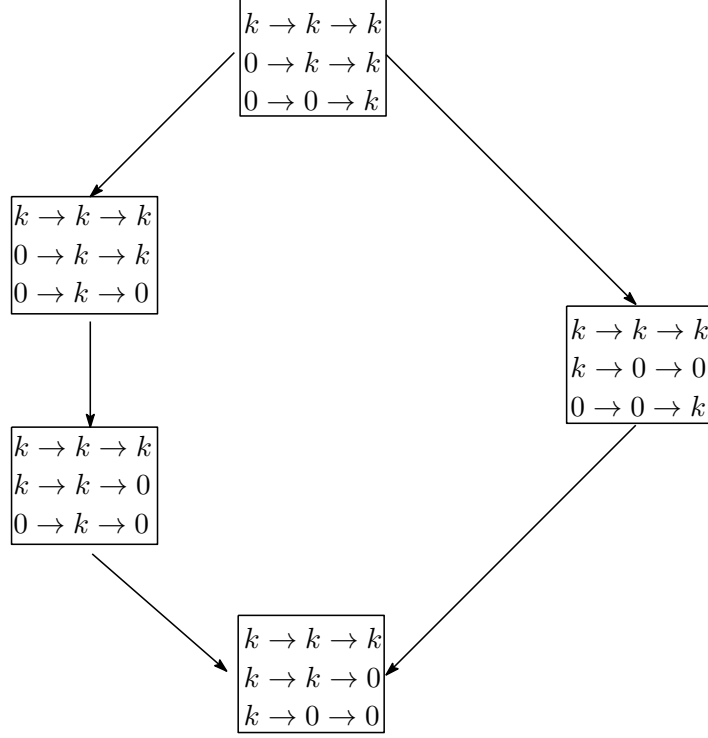 k → k → k
0 → k → k
0 → 0 → k
k → k → k
0 → k → k
0 → k → 0
k → k → k
k → 0 → 0
0 → 0 → k
k → k → k
k → k → 0
0 → k → 0
k → k → k
k → k → 0
k → 0 → 0